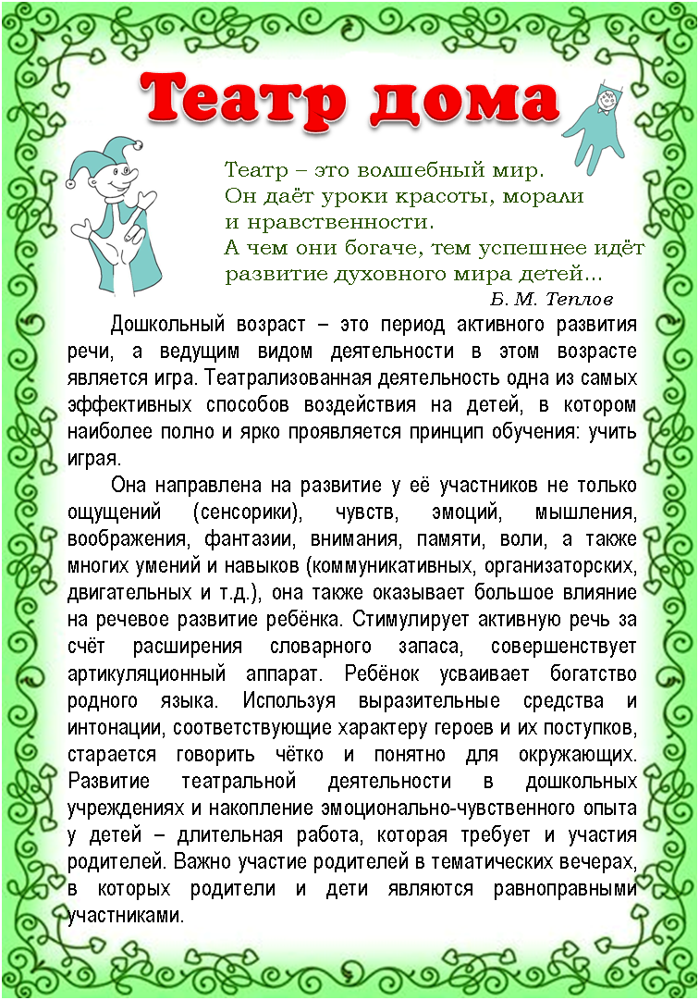 Театр дома
Театр – это волшебный мир.
Он даёт уроки красоты, морали
и нравственности.
А чем они богаче, тем успешнее идёт
развитие духовного мира детей...
Б. М. Теплов
Дошкольный возраст – это период активного развития
речи, а ведущим видом деятельности в этом возрасте
является игра. Театрализованная деятельность одна из самых
эффективных способов воздействия на детей, в котором
наиболее полно и ярко проявляется принцип обучения: учить
играя.
Она направлена на развитие у её участников не только
ощущений (сенсорики), чувств, эмоций, мышления,
воображения, фантазии, внимания, памяти, воли, а также
многих умений и навыков (коммуникативных, организаторских,
двигательных и т.д.), она также оказывает большое влияние
на речевое развитие ребёнка. Стимулирует активную речь за
счёт расширения словарного запаса, совершенствует
артикуляционный аппарат. Ребёнок усваивает богатство
родного языка. Используя выразительные средства и
интонации, соответствующие характеру героев и их поступков,
старается говорить чётко и понятно для окружающих.
Развитие театральной деятельности в дошкольных
учреждениях и накопление эмоционально-чувственного опыта
у детей – длительная работа, которая требует и участия
родителей. Важно участие родителей в тематических вечерах,
в которых родители и дети являются равноправными
участниками.